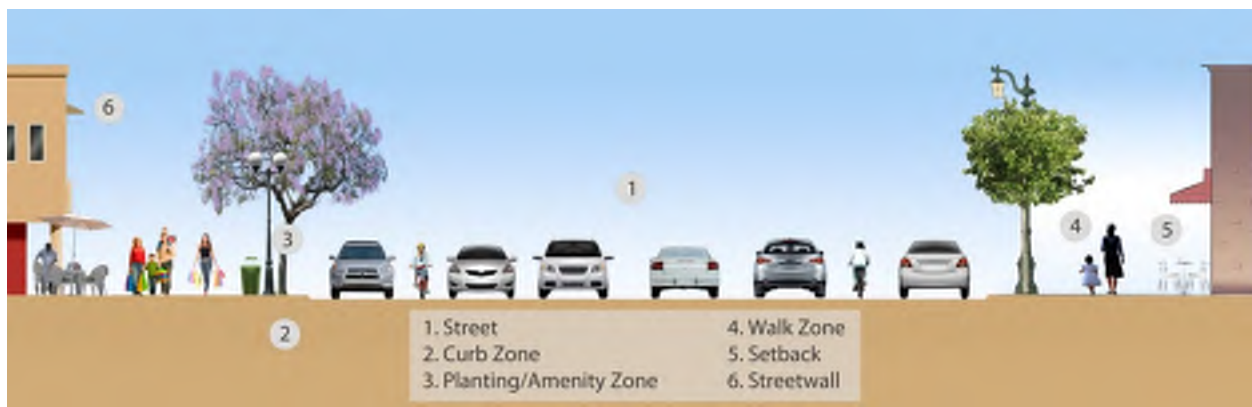 6
1
3
4
5
2
1. Street
2. Curb Zone
3. Planting/Amenity Zone
4. Walk Zone
5. Setback
6. Streetwall